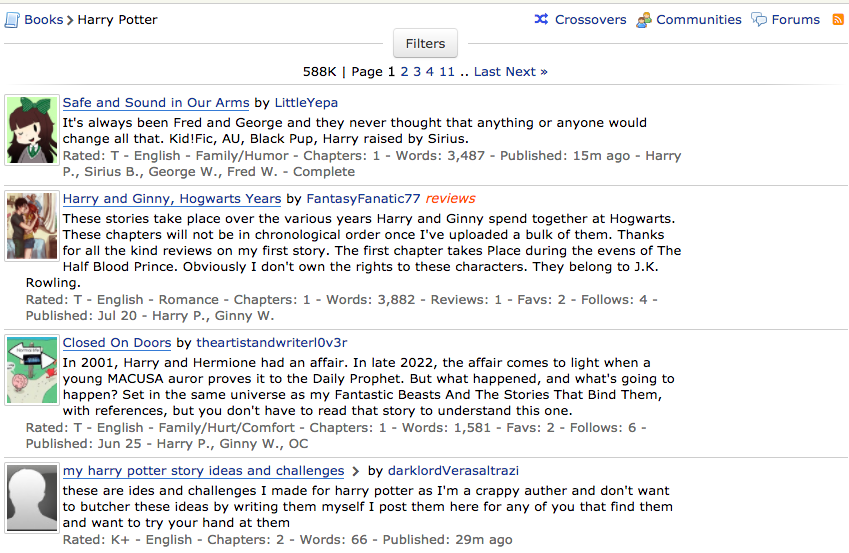 Books > Harry Potter Crossovers Communities Forums
Filters
588K | Page 1 2 3 4 11 .. Last Next »
Safe and Sound in Our Arms by LittleYepa
It's always been Fred and George and they never thought that anything or anyone would
change all that. Kid!Fic, AU, Black Pup, Harry raised by Sirius.
Rated: T - English - Family/Humor - Chapters: 1 - Words: 3,487 - Published: 15m ago - Harry
P., Sirius B., George W., Fred W. - Complete
Harry and Ginny, Hogwarts Years by FantasyFanatic77 reviews
These stories take place over the various years Harry and Ginny spend together at Hogwarts.
These chapters will not be in chronological order once I've uploaded a bulk of them. Thanks
for all the kind reviews on my first story. The first chapter takes Place during the evens of The
Half Blood Prince. Obviously I don't own the rights to these characters. They belong to J.K.
Rowling.
Rated: T - English - Romance - Chapters: 1 - Words: 3,882 - Reviews: 1 - Favs: 2 - Follows: 4 -
Published: Jul 20 - Harry P., Ginny W.
Closed On Doors by theartistandwriterl0v3r
In 2001, Harry and Hermione had an affair. In late 2022, the affair comes to light when a
young MACUSA auror proves it to the Daily Prophet. But what happened, and what's going to
happen? Set in the same universe as my Fantastic Beasts And The Stories That Bind Them,
with references, but you don't have to read that story to understand this one.
Rated: T - English - Family/Hurt/Comfort - Chapters: 1 - Words: 1,581 - Favs: 2 - Follows: 6 -
Published: Jun 25 - Harry P., Ginny W., OC
my harry potter story ideas and challenges > by darklordVerasaltrazi
these are ides and challenges I made for harry potter as I'm a crappy auther and don't want
to butcher these ideas by writing them myself I post them here for any of you that find them
and want to try your hand at them
Rated: K+ - English - Chapters: 2 - Words: 66 - Published: 29m ago